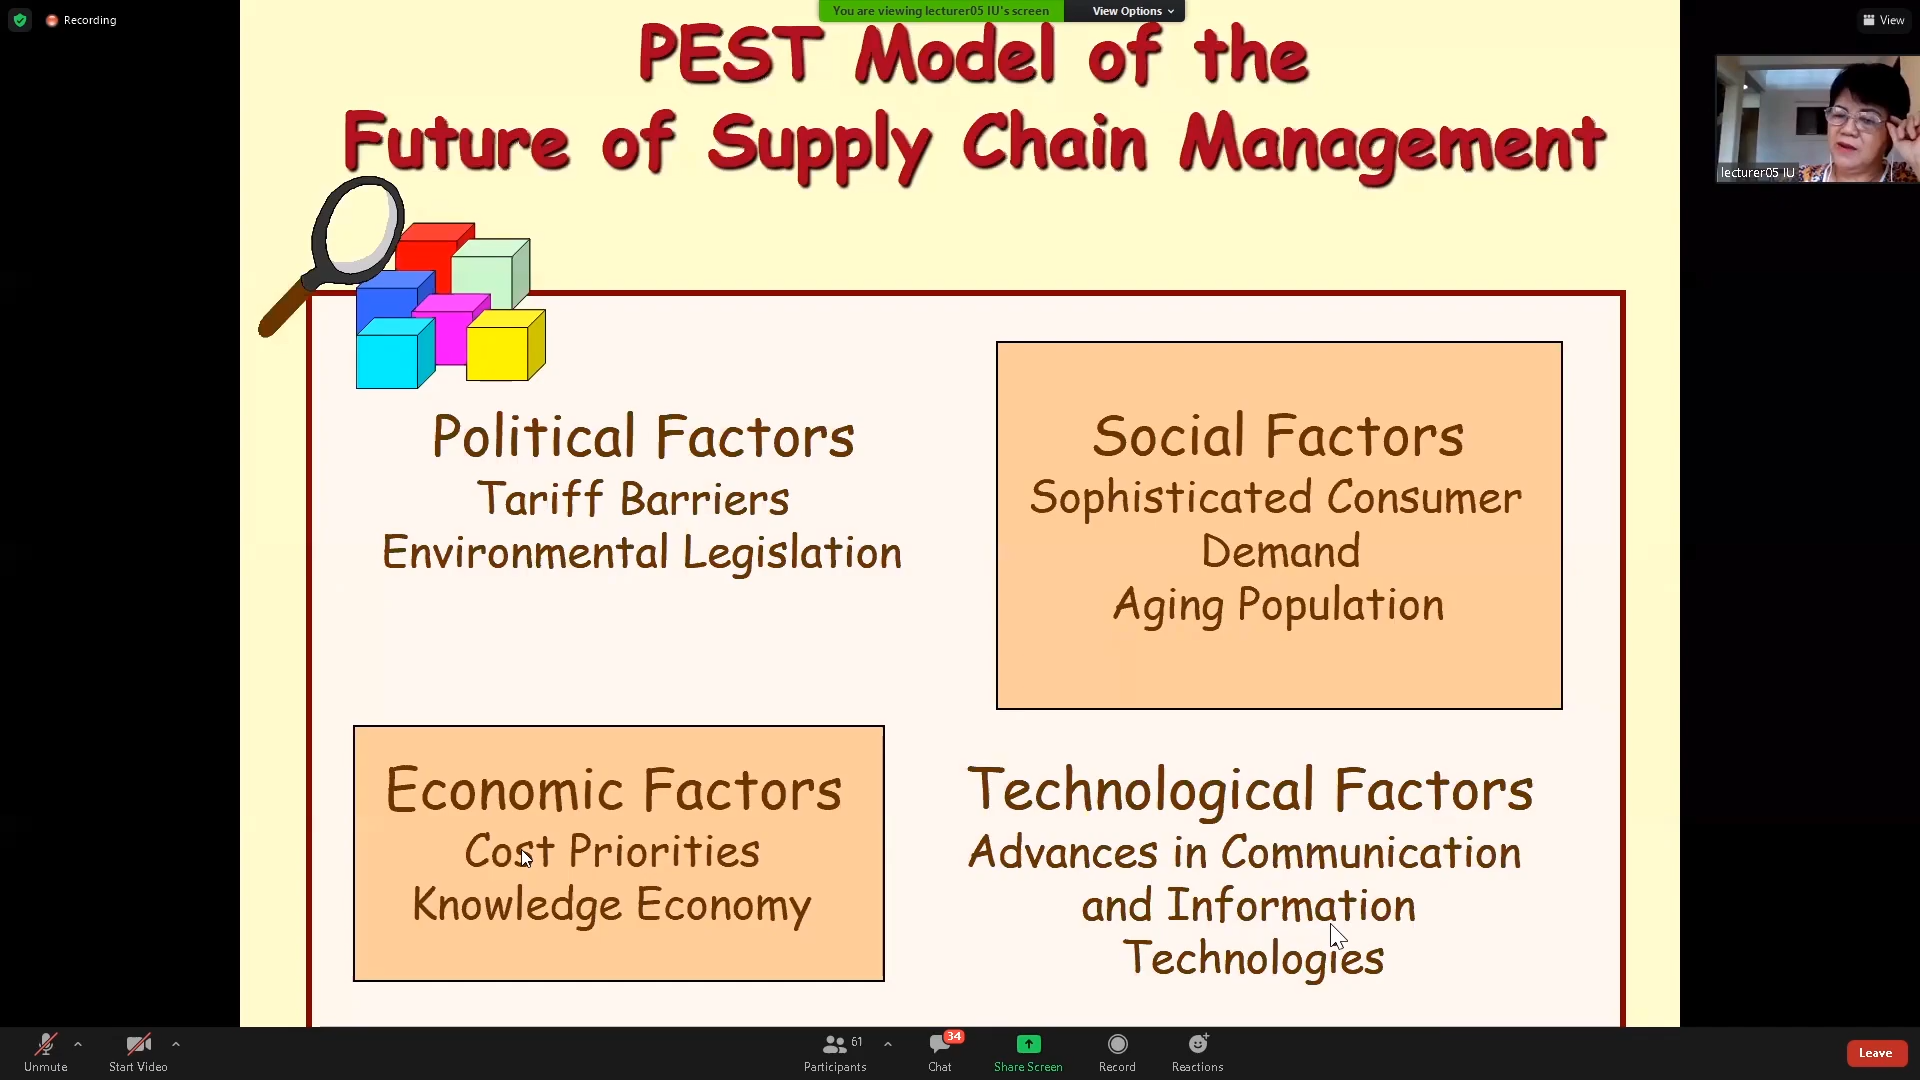 Recording
You are viewing lecturer05 IU's screen
View Options
View
PEST Model of the
Future of Supply Chain Management
lecturer05 IU
Political Factors
Tariff Barriers
Environmental Legislation
Social Factors
Sophisticated Consumer
Demand
Aging Population
Economic Factors
Cost Priorities
Knowledge Economy
Technological Factors
Advances in Communication
and Information
Technologies
Unmute
Start Video
61
Participants
34
Chat
Share Screen
Record
Reactions
Leave